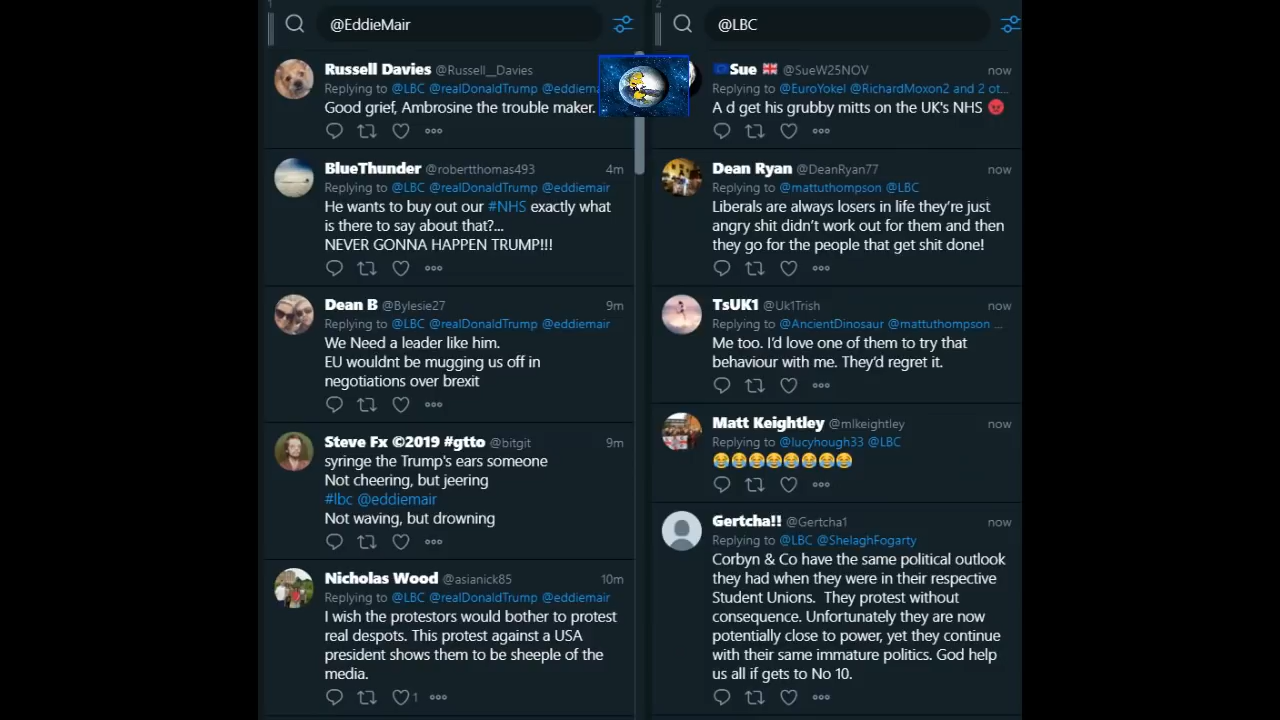 1
@EddieMair
Russell Davies @Russell__Davies
Replying to @LBC @realDonaldTrump @eddiem
Good grief, Ambrosine the trouble maker.
BlueThunder @robertthomas493 4m
Replying to @LBC @realDonaldTrump @eddiemair
He wants to buy out our #NHS exactly what
is there to say about that?...
NEVER GONNA HAPPEN TRUMP!!!
Dean B @Bylesie27 9m
Replying to @LBC @realDonaldTrump @eddiemair
We Need a leader like him.
EU wouldnt be mugging us off in
negotiations over brexit
Steve Fx ©2019 #gtto @bitgit 9m
syringe the Trump's ears someone
Not cheering, but jeering
#lbc @eddiemair
Not waving, but drowning
Nicholas Wood @asianick85 10m
Replying to @LBC @realDonaldTrump @eddiemair
I wish the protestors would bother to protest
real despots. This protest against a USA
president shows them to be sheeple of the
media.
1
2
@LBC
🇪🇺Sue 🇬🇧 @SueW25NOV now
Replying to @EuroYokel @RichardMoxon2 and 2 ot...
A d get his grubby mitts on the UK's NHS 😡
Dean Ryan @DeanRyan77 now
Replying to @mattuthompson @LBC
Liberals are always losers in life they’re just
angry shit didn’t work out for them and then
they go for the people that get shit done!
TsUK1 @Uk1Trish now
Replying to @AncientDinosaur @mattuthompson ...
Me too. I’d love one of them to try that
behaviour with me. They’d regret it.
Matt Keightley @mlkeightley now
Replying to @lucyhough33 @LBC
😂😂😂😂😂😂😂😂
Gertcha!! @Gertcha1 now
Replying to @LBC @ShelaghFogarty
Corbyn & Co have the same political outlook
they had when they were in their respective
Student Unions.  They protest without
consequence. Unfortunately they are now
potentially close to power, yet they continue
with their same immature politics. God help
us all if gets to No 10.